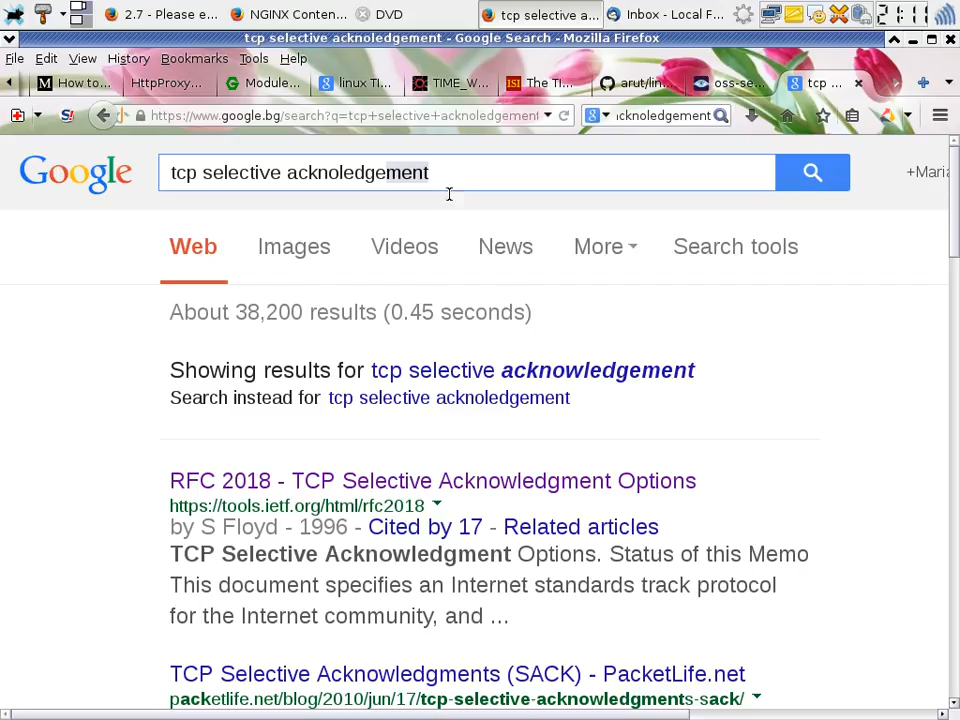 2.7 - Please e...
NGINX Conten...
DVD
tcp selective a...
Inbox - Local F...
21:11
tcp selective acknoledgement - Google Search - Mozilla Firefox
File Edit View History Bookmarks Tools Help
How to...
HttpProxy...
Module...
linux TI...
TIME_W...
The TI...
arut/lin...
oss-se...
tcp ...
https://www.google.bg/search?q=tcp+selective+acknoledgement
cknoledgement
Google
tcp selective acknoledgement
+Maria
Web Images Videos News More Search tools
About 38,200 results (0.45 seconds)
Showing results for tcp selective acknowledgement
Search instead for tcp selective acknoledgement
RFC 2018 - TCP Selective Acknowledgment Options
https://tools.ietf.org/html/rfc2018
by S Floyd - 1996 - Cited by 17 - Related articles
TCP Selective Acknowledgment Options. Status of this Memo
This document specifies an Internet standards track protocol
for the Internet community, and ...
TCP Selective Acknowledgments (SACK) - PacketLife.net
packetlife.net/blog/2010/jun/17/tcp-selective-acknowledgments-sack/